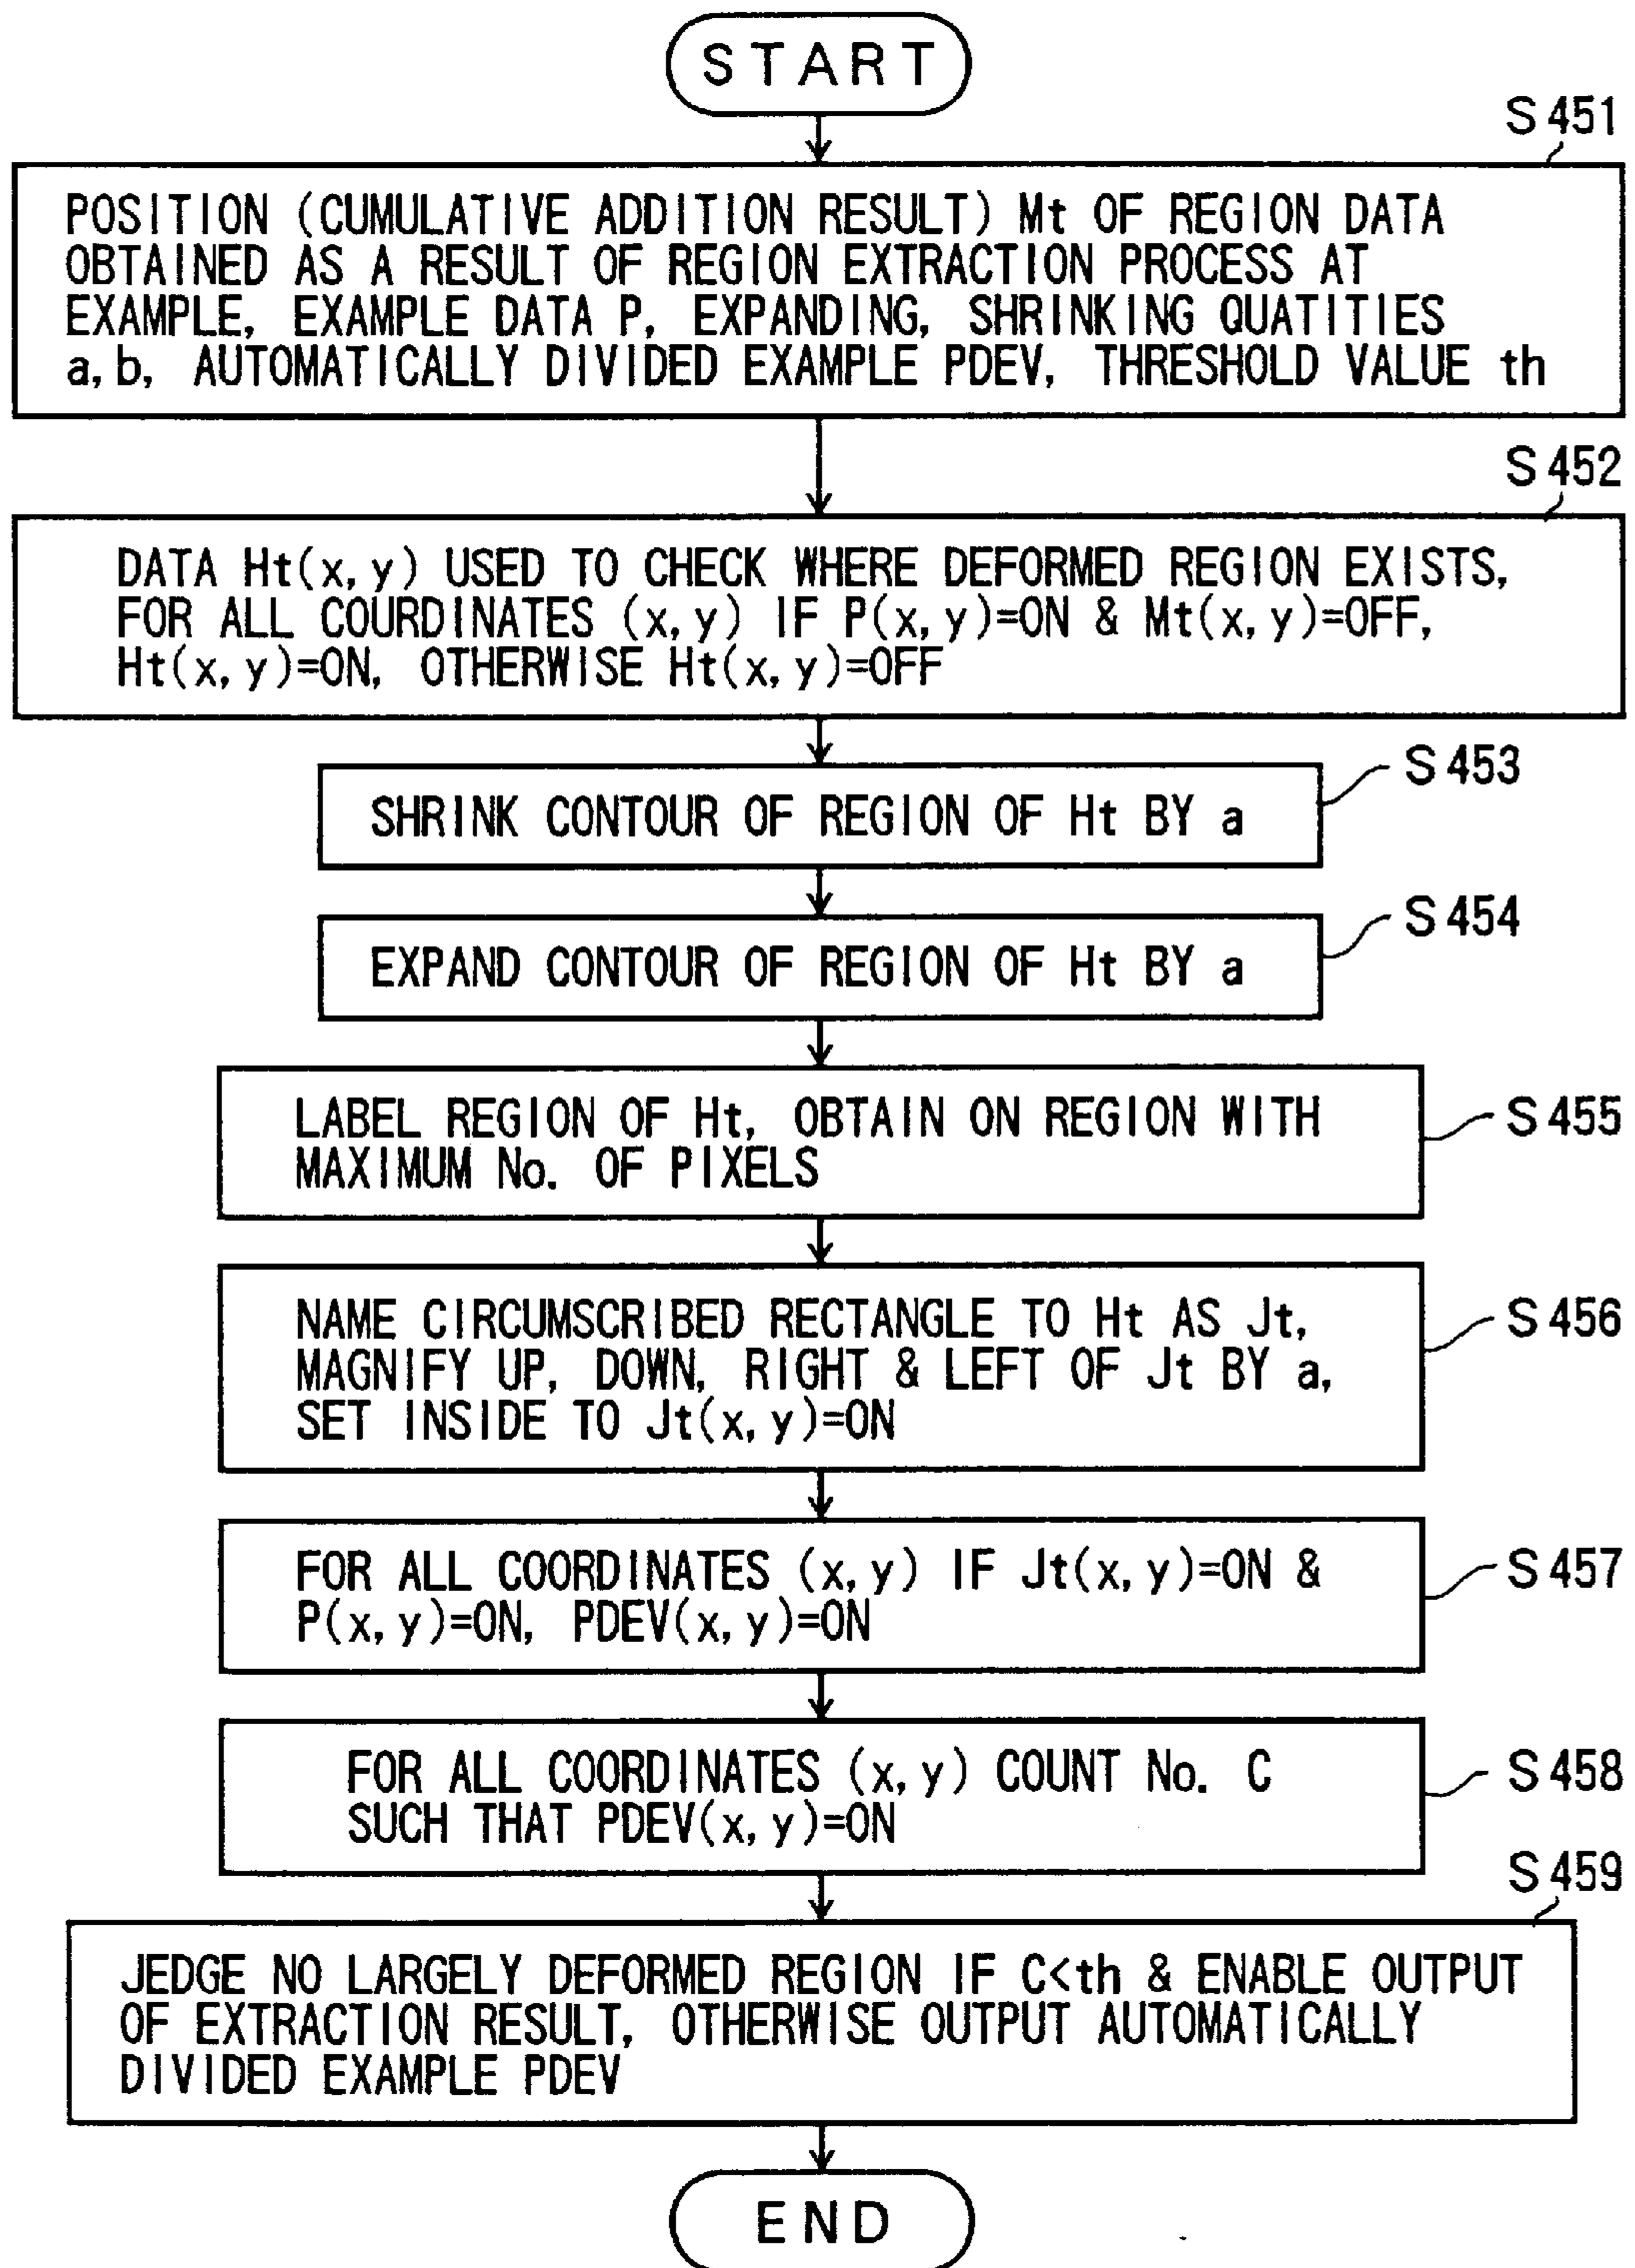 START
S451
POSITION (CUMULATIVE ADDITION RESULT) Mt OF REGION DATA
OBTAINED AS A RESULT OF REGION EXTRACTION PROCESS AT
EXAMPLE, EXAMPLE DATA P, EXPANDING, SHRINKING QUATITIES
a, b, AUTOMATICALLY DIVIDED EXAMPLE PDEV, THRESHOLD VALUE th
S452
DATA Ht(x, y) USED TO CHECK WHERE DEFORMED REGION EXISTS,
FOR ALL COURDINATES (x, y) IF P(x, y)=ON & Mt(x, y)=OFF,
Ht(x, y)=ON, OTHERWISE Ht(x, y)=OFF
S453
SHRINK CONTOUR OF REGION OF Ht BY a
S454
EXPAND CONTOUR OF REGION OF Ht BY a
S455
LABEL REGION OF Ht, OBTAIN ON REGION WITH
MAXIMUM No. OF PIXELS
S456
NAME CIRCUMSCRIBED RECTANGLE TO Ht AS Jt,
MAGNIFY UP, DOWN, RIGHT & LEFT OF Jt BY a,
SET INSIDE TO Jt(x, y)=ON
S457
FOR ALL COORDINATES (x, y) IF Jt(x, y)=ON &
P(x, y)=ON, PDEV(x, y)=ON
S458
FOR ALL COORDINATES (x, y) COUNT No. C
SUCH THAT PDEV(x, y)=ON
S459
JEDGE NO LARGELY DEFORMED REGION IF C<th & ENABLE OUTPUT
OF EXTRACTION RESULT, OTHERWISE OUTPUT AUTOMATICALLY
DIVIDED EXAMPLE PDEV
END